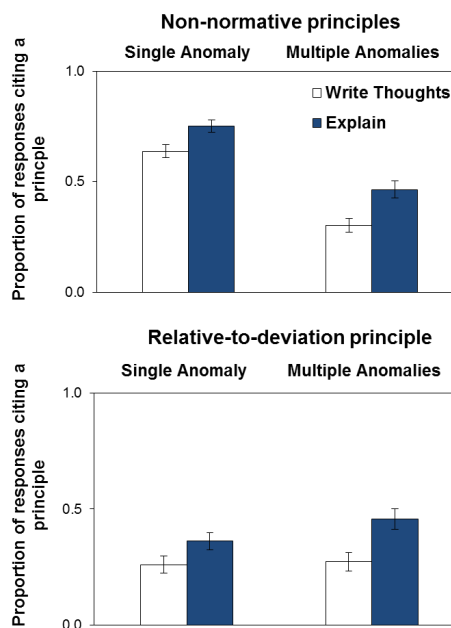 Non-normative principles
Single Anomaly Multiple Anomalies
Proportion of responses citing a
princple
1.0
0.5
0.0
Write Thoughts
Explain
Relative-to-deviation principle
Single Anomaly Multiple Anomalies
Proportion of responses citing a
principle
1.0
0.5
0.0